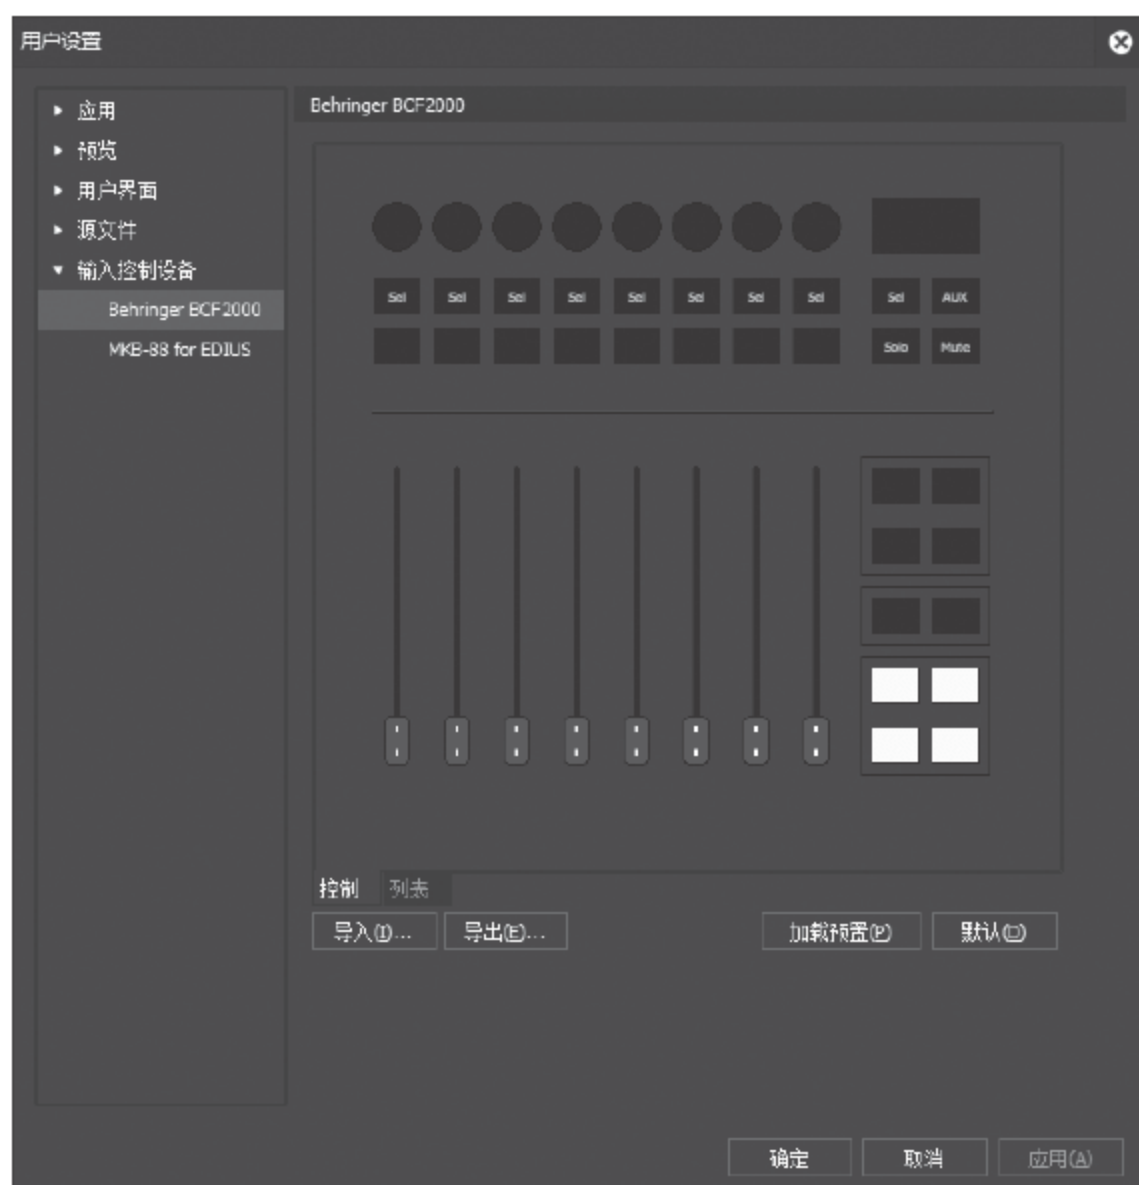 用户设置
应用
预览
用户界面
源文件
输入控制设备
Behringer BCF2000
MKB-88 for EDIUS
Behringer BCF2000
Sel Sel Sel Sel Sel Sel Sel Sel Sel AUX
Solo Mute
控制 列表
导入(I)... 导出(E)... 加载预置(P) 默认(D)
确定 取消 应用(A)